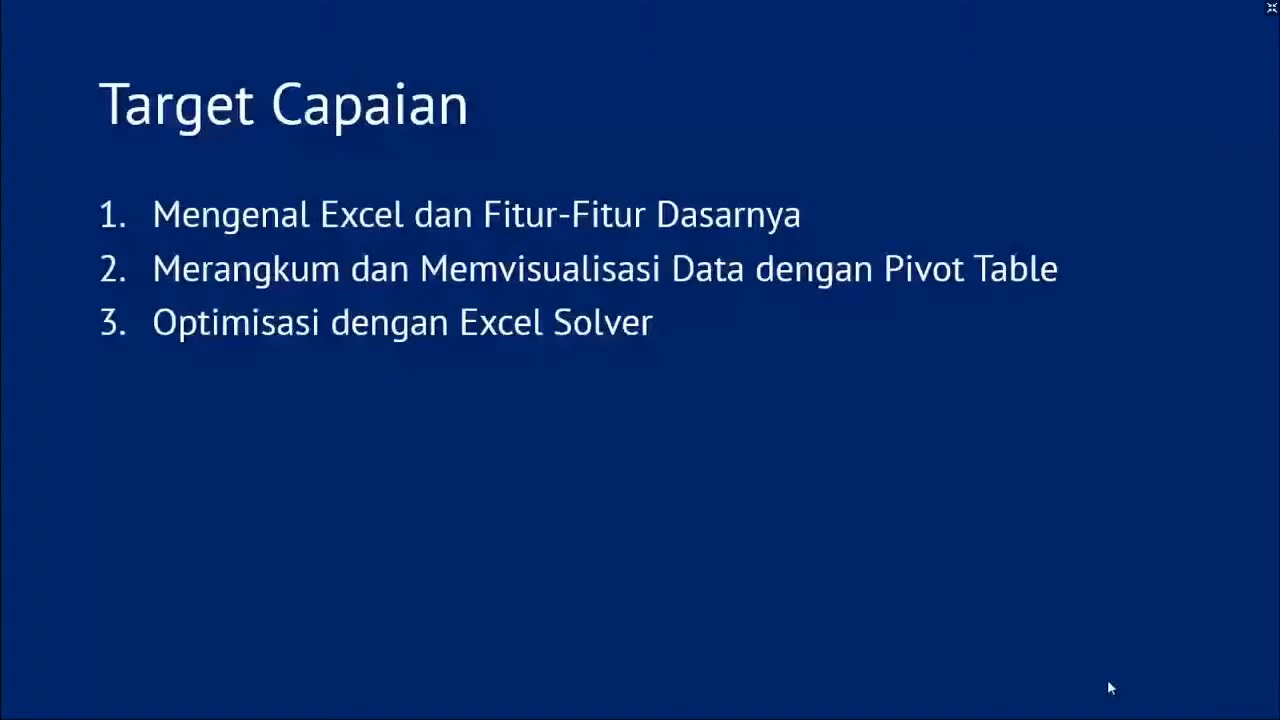 Target Capaian
1. Mengenal Excel dan Fitur-Fitur Dasarnya
2. Merangkum dan Memvisualisasi Data dengan Pivot Table
3. Optimisasi dengan Excel Solver